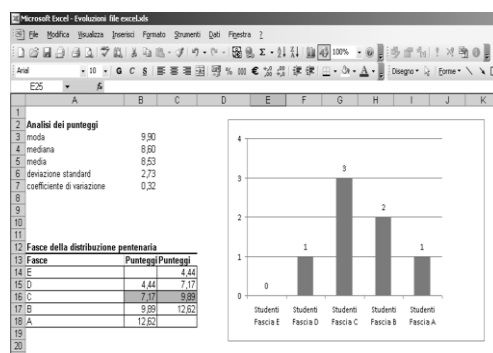 Microsoft Excel - Evoluzioni file excel.xls
File Modifica Visualizza Inserisci Formato Strumenti Dati Finestra ?
100%
Arial 10 G C S % 000 € Disegno Forme
E25 fx
A B C D E F G H I J K
1
2 Analisi dei punteggi
3 moda 9,90
4 mediana 8,60
5 media 8,53
6 deviazione standard 2,73
7 coefficiente di variazione 0,32
8
9
10
11
12 Fasce della distribuzione pentenaria
13 Fasce Punteggi Punteggi
14 E 4,44
15 D 4,44 7,17
16 C 7,17 9,89
17 B 9,89 12,62
18 A 12,62
19
20
4
3
2
1
0
0
1
3
2
1
Studenti Fascia E
Studenti Fascia D
Studenti Fascia C
Studenti Fascia B
Studenti Fascia A